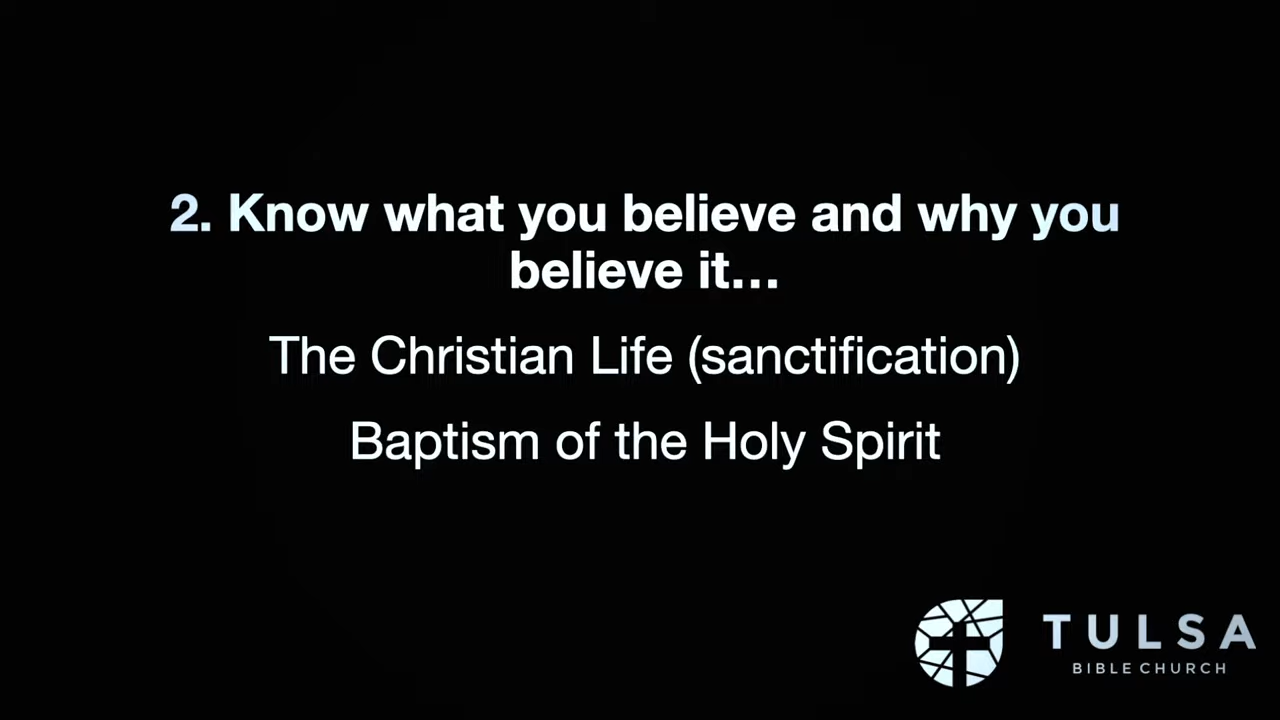 2. Know what you believe and why you
believe it…
The Christian Life (sanctification)
Baptism of the Holy Spirit
TULSA
BIBLE CHURCH